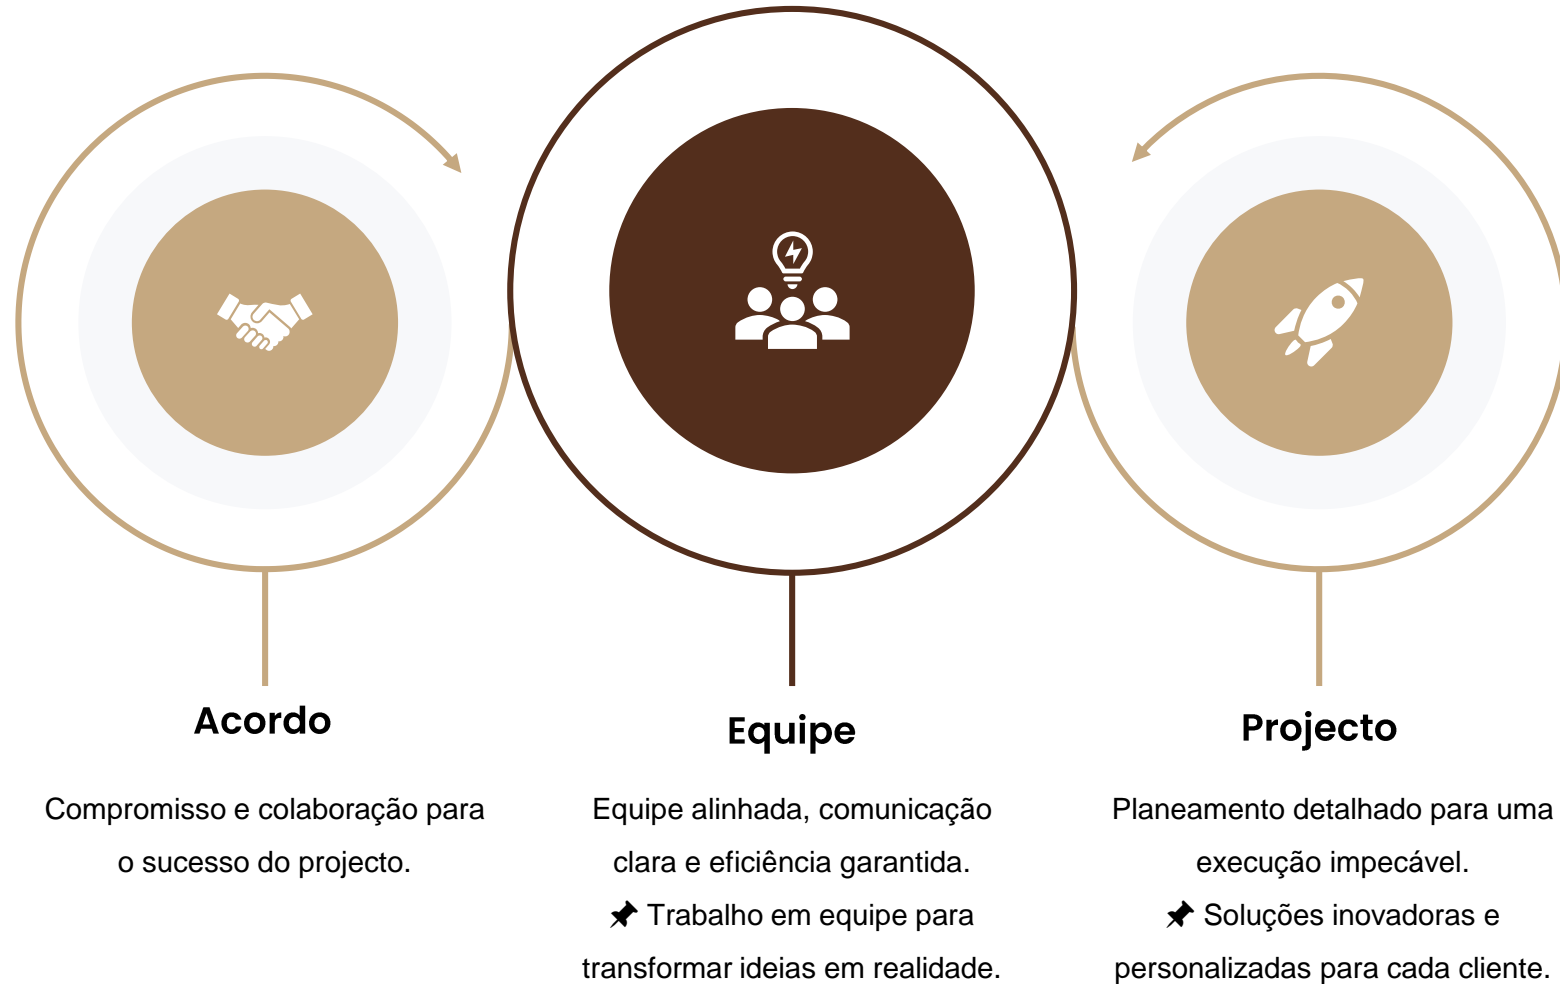 Acordo
Compromisso e colaboração para
o sucesso do projecto.
Equipe
Equipe alinhada, comunicação
clara e eficiência garantida.
📌 Trabalho em equipe para
transformar ideias em realidade.
Projecto
Planeamento detalhado para uma
execução impecável.
📌 Soluções inovadoras e
personalizadas para cada cliente.